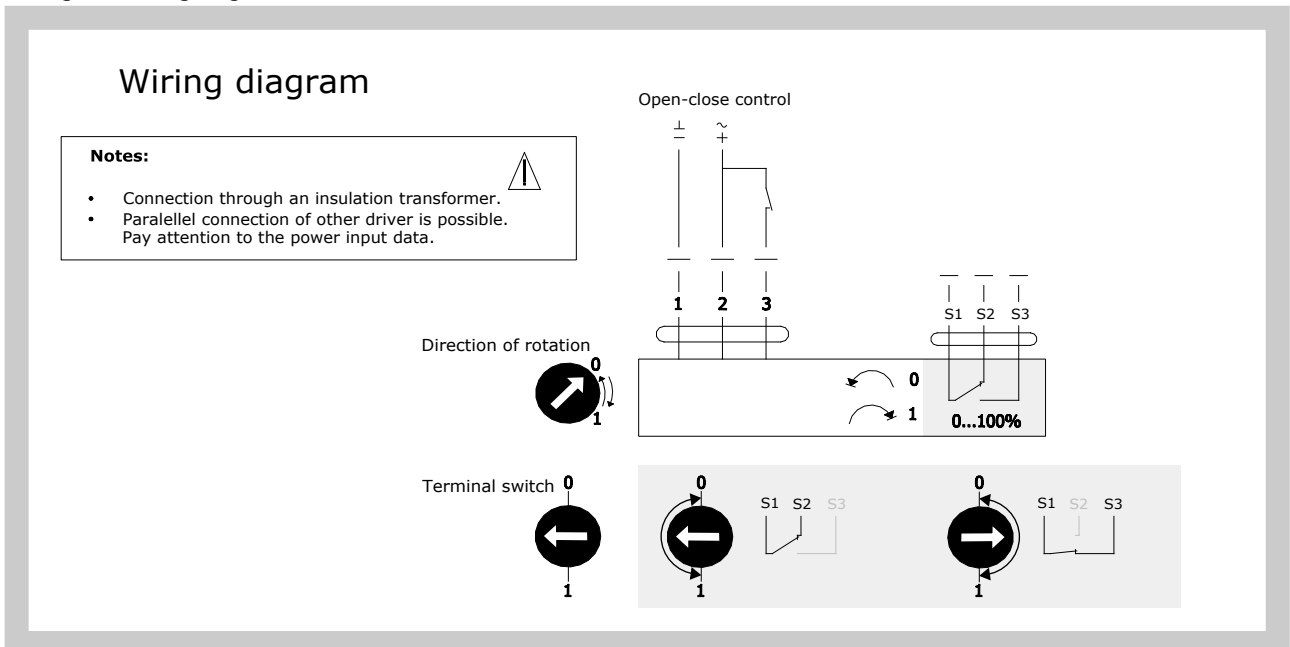 Wiring diagram
Open-close control
⊥ ~
– +
Notes:
• Connection through an insulation transformer.
• Paralellel connection of other driver is possible.
Pay attention to the power input data.
1 2 3
S1 S2 S3
Direction of rotation
0
1
0
1
0...100%
Terminal switch 0
1
0
S1 S2 S3
1
0
S1 S2 S3
1